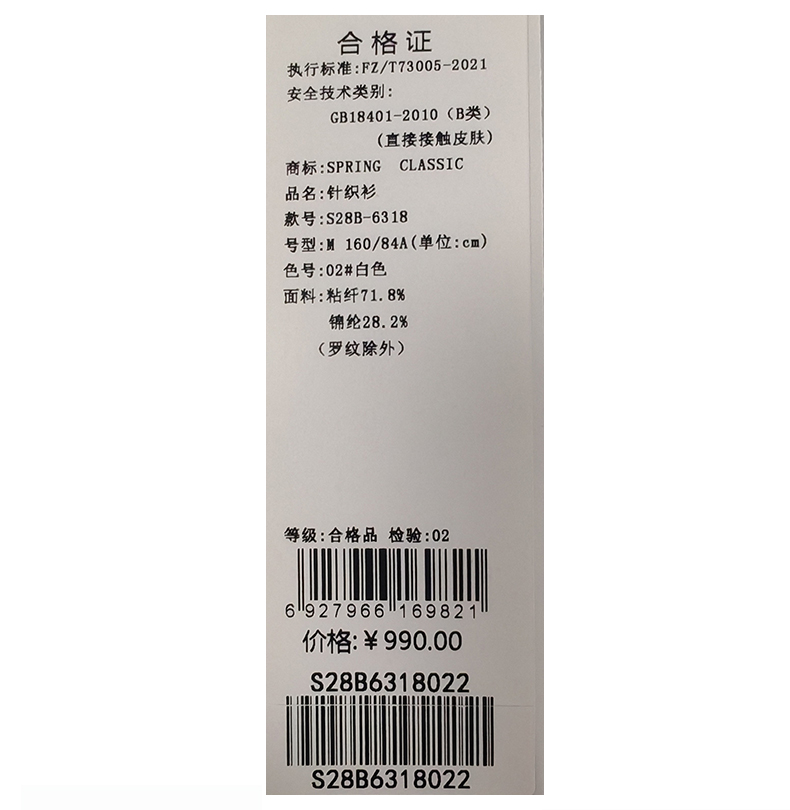 合格证
执行标准:FZ/T73005-2021
安全技术类别:
GB18401-2010（B类）
(直接接触皮肤)
商标:SPRING CLASSIC
品名:针织衫
款号:S28B-6318
号型:M 160/84A(单位:cm)
色号:02#白色
面料:粘纤71.8%
锦纶28.2%
（罗纹除外）
等级:合格品 检验:02
6 927966 169821
价格:￥990.00
S28B6318022
S28B6318022